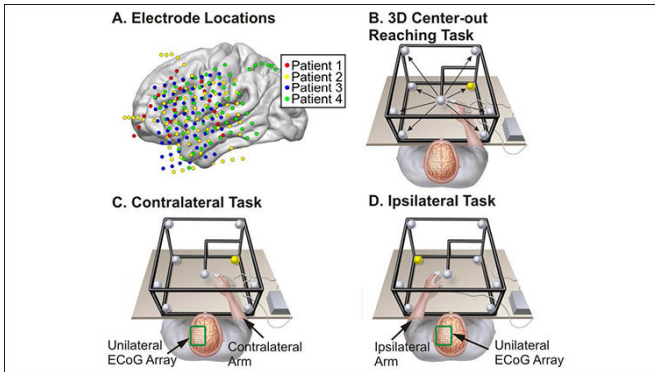 A. Electrode Locations
Patient 1
Patient 2
Patient 3
Patient 4
B. 3D Center-out
Reaching Task
C. Contralateral Task
Unilateral
ECoG Array
Contralateral
Arm
D. Ipsilateral Task
Ipsilateral
Arm
Unilateral
ECoG Array